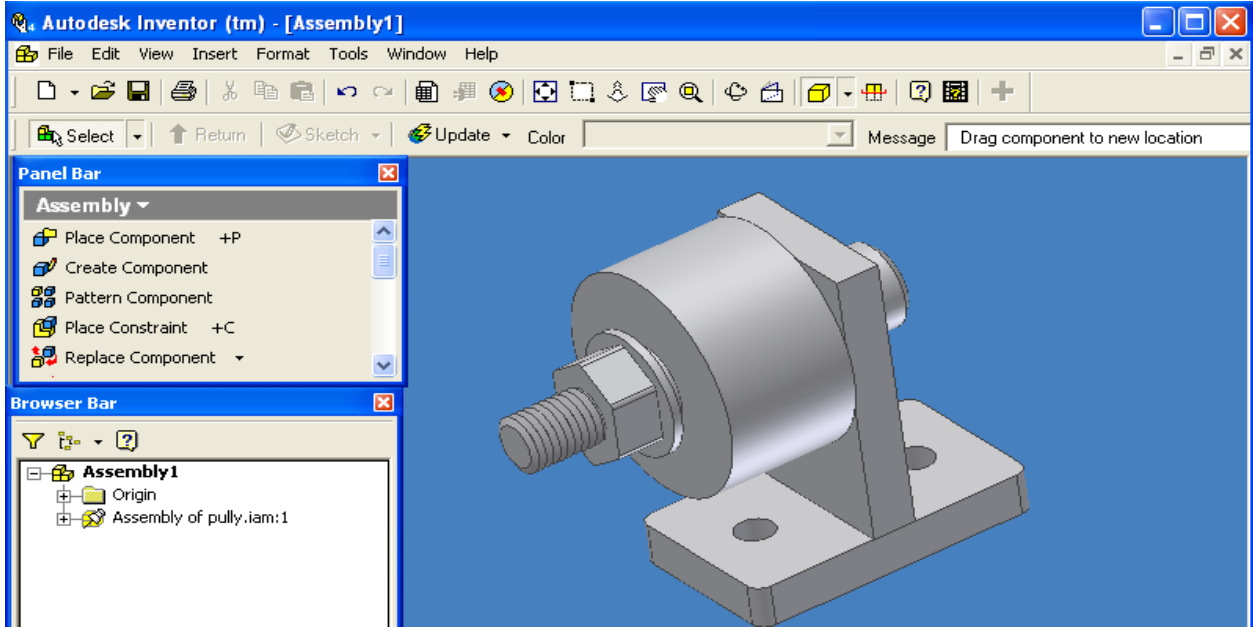 Autodesk Inventor (tm) - [Assembly1]
File Edit View Insert Format Tools Window Help
Select Return Sketch Update Color Message Drag component to new location
Panel Bar
Assembly
Place Component +P
Create Component
Pattern Component
Place Constraint +C
Replace Component
Browser Bar
Assembly1
Origin
Assembly of pully.iam:1